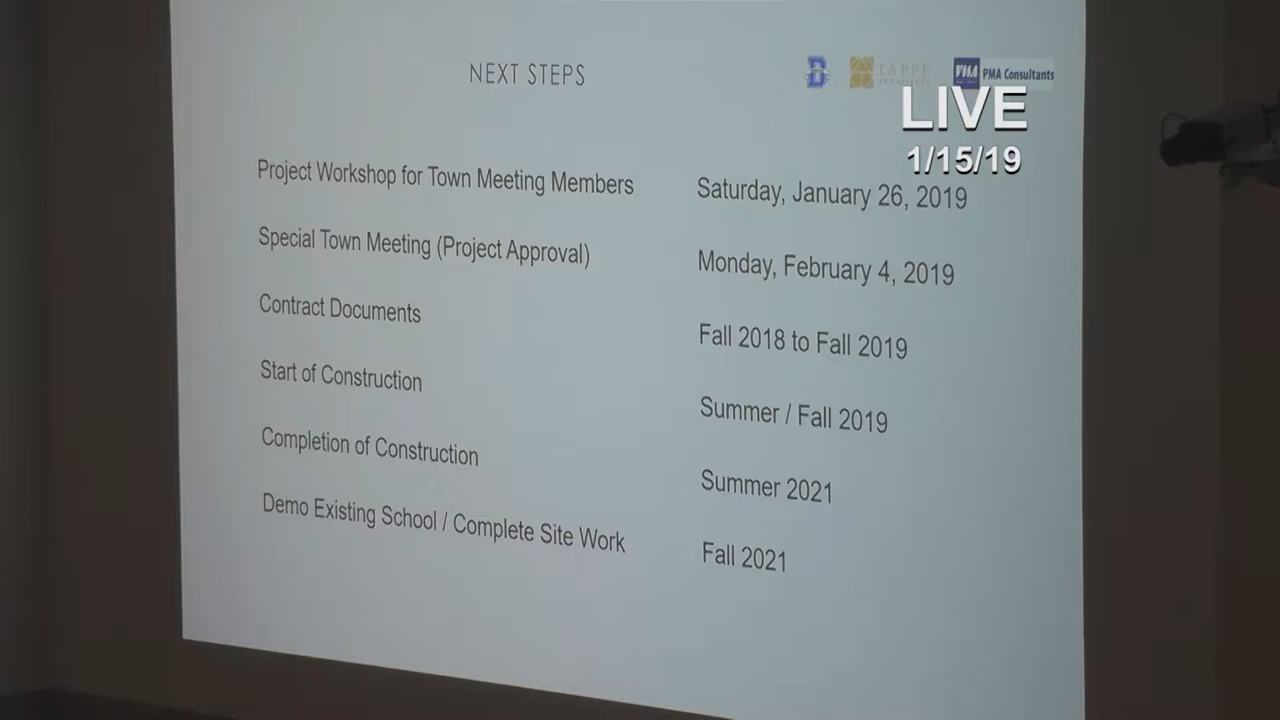 NEXT STEPS
D
TAPPE
PMA PMA Consultants
LIVE
1/15/19
Project Workshop for Town Meeting Members Saturday, January 26, 2019
Special Town Meeting (Project Approval) Monday, February 4, 2019
Contract Documents Fall 2018 to Fall 2019
Start of Construction Summer / Fall 2019
Completion of Construction Summer 2021
Demo Existing School / Complete Site Work Fall 2021